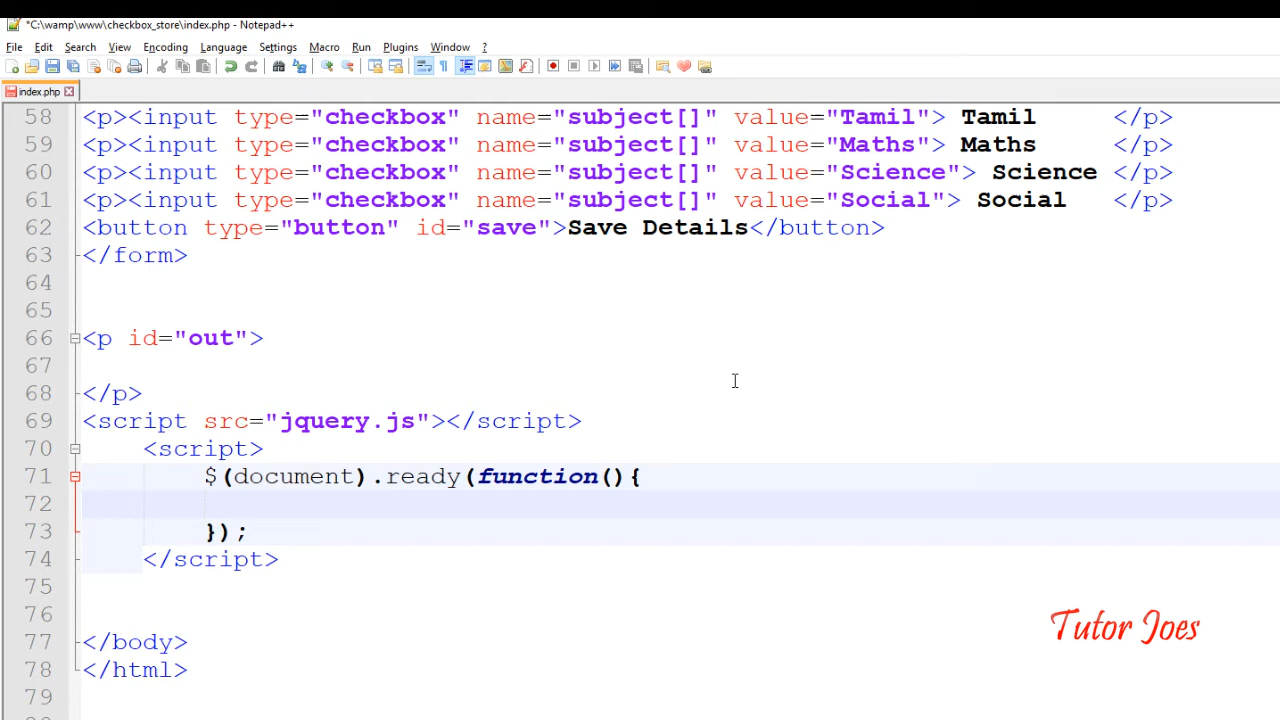 *C:\wamp\www\checkbox_store\index.php - Notepad++
File Edit Search View Encoding Language Settings Macro Run Plugins Window ?
index.php
58 <p><input type="checkbox" name="subject[]" value="Tamil"> Tamil </p>
59 <p><input type="checkbox" name="subject[]" value="Maths"> Maths </p>
60 <p><input type="checkbox" name="subject[]" value="Science"> Science </p>
61 <p><input type="checkbox" name="subject[]" value="Social"> Social </p>
62 <button type="button" id="save">Save Details</button>
63 </form>
64
65
66 <p id="out">
67
68 </p>
69 <script src="jquery.js"></script>
70 <script>
71 $(document).ready(function(){
72
73 });
74 </script>
75
76
77 </body>
78 </html>
79
Tutor Joes